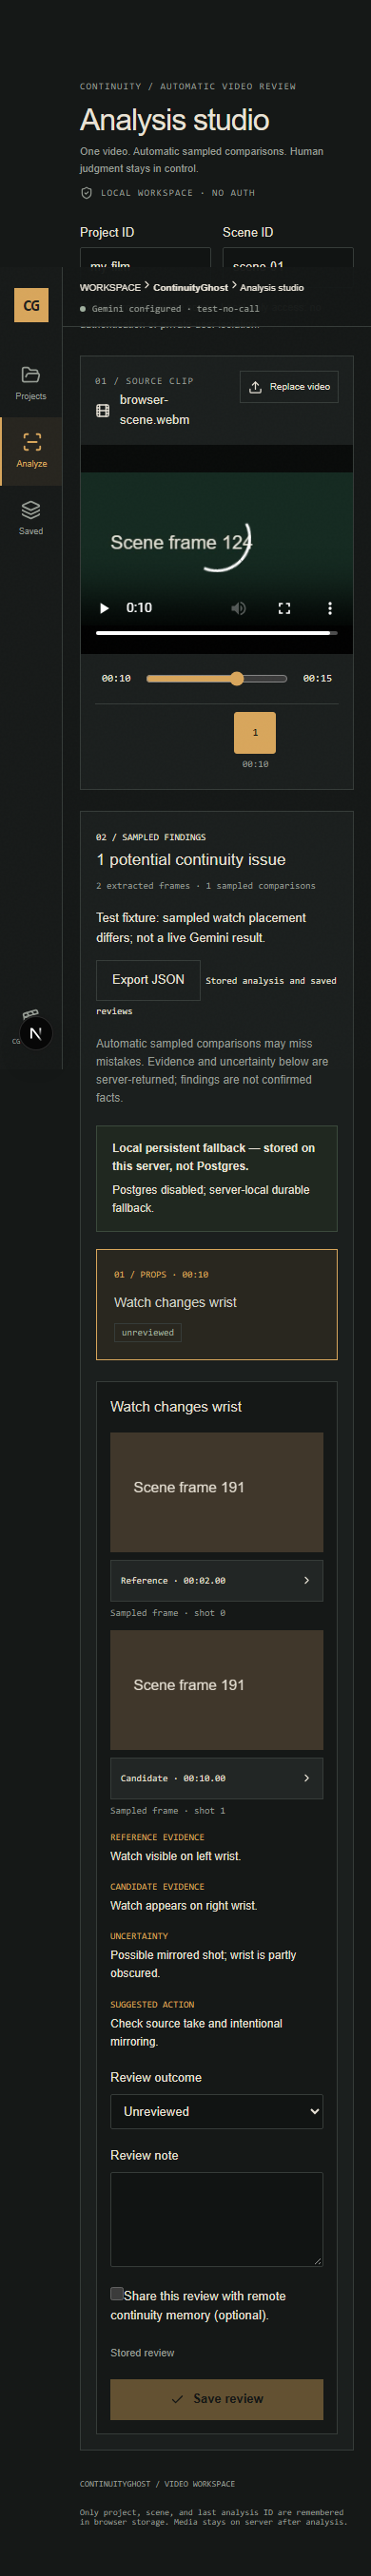 CONTINUITY / AUTOMATIC VIDEO REVIEW
Analysis studio
One video. Automatic sampled comparisons. Human
judgment stays in control.
LOCAL WORKSPACE · NO AUTH
Project ID
Scene ID
my-film
scene-01
CG
WORKSPACE > ContinuityGhost > Analysis studio
Gemini configured · test-no-call
Projects
Analyze
Saved
01 / SOURCE CLIP
browser-
scene.webm
Replace video
Scene frame 124
0:10
00:10
00:15
1
00:10
02 / SAMPLED FINDINGS
1 potential continuity issue
2 extracted frames · 1 sampled comparisons
Test fixture: sampled watch placement
differs; not a live Gemini result.
Export JSON
Stored analysis and saved
reviews
N
CG
Automatic sampled comparisons may miss
mistakes. Evidence and uncertainty below are
server-returned; findings are not confirmed
facts.
Local persistent fallback — stored on
this server, not Postgres.
Postgres disabled; server-local durable
fallback.
01 / PROPS · 00:10
Watch changes wrist
unreviewed
Watch changes wrist
Scene frame 191
Reference · 00:02.00
Sampled frame · shot 0
Scene frame 191
Candidate · 00:10.00
Sampled frame · shot 1
REFERENCE EVIDENCE
Watch visible on left wrist.
CANDIDATE EVIDENCE
Watch appears on right wrist.
UNCERTAINTY
Possible mirrored shot; wrist is partly
obscured.
SUGGESTED ACTION
Check source take and intentional
mirroring.
Review outcome
Unreviewed
Review note
Share this review with remote
continuity memory (optional).
Stored review
Save review
CONTINUITYGHOST / VIDEO WORKSPACE
Only project, scene, and last analysis ID are remembered
in browser storage. Media stays on server after analysis.